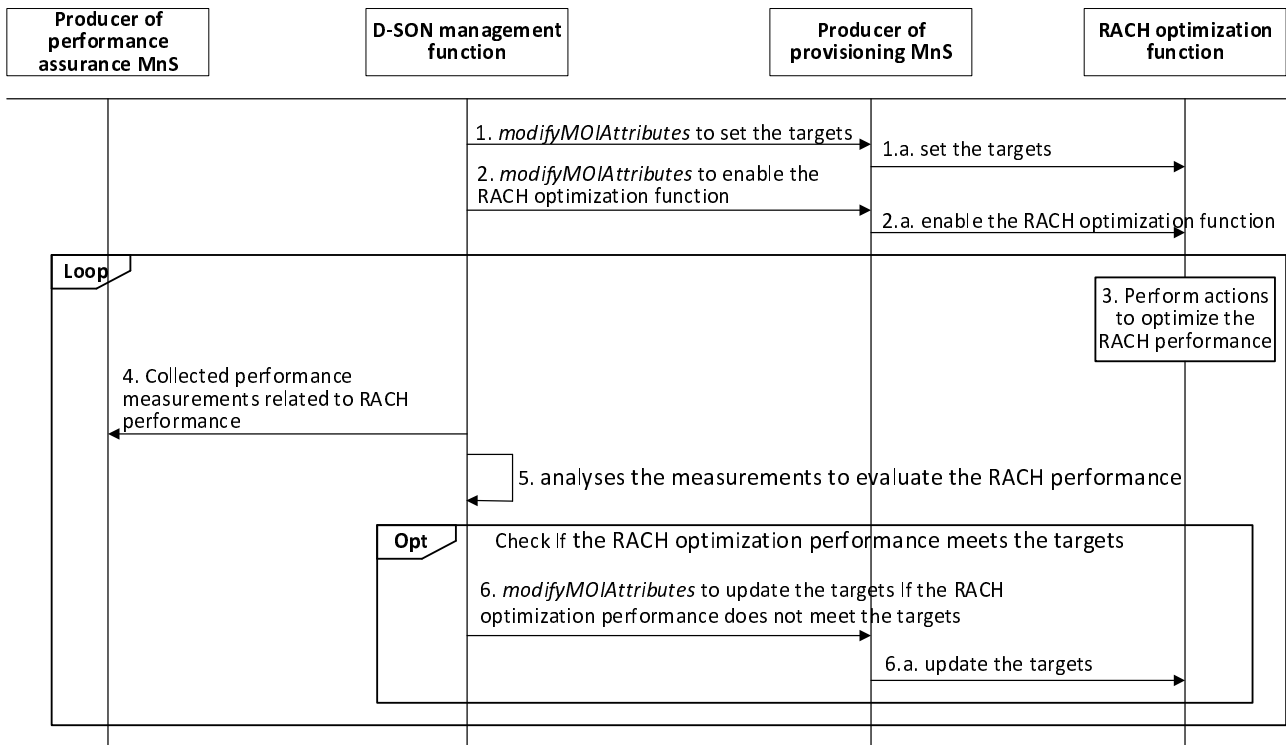 Producer of
performance
assurance MnS
D-SON management
function
Producer of
provisioning MnS
RACH optimization
function
1. modifyMOIAttributes to set the targets
1.a. set the targets
2. modifyMOIAttributes to enable the
RACH optimization function
2.a. enable the RACH optimization function
Loop
3. Perform actions
to optimize the
RACH performance
4. Collected performance
measurements related to RACH
performance
5. analyses the measurements to evaluate the RACH performance
Opt
Check If the RACH optimization performance meets the targets
6. modifyMOIAttributes to update the targets If the RACH
optimization performance does not meet the targets
6.a. update the targets